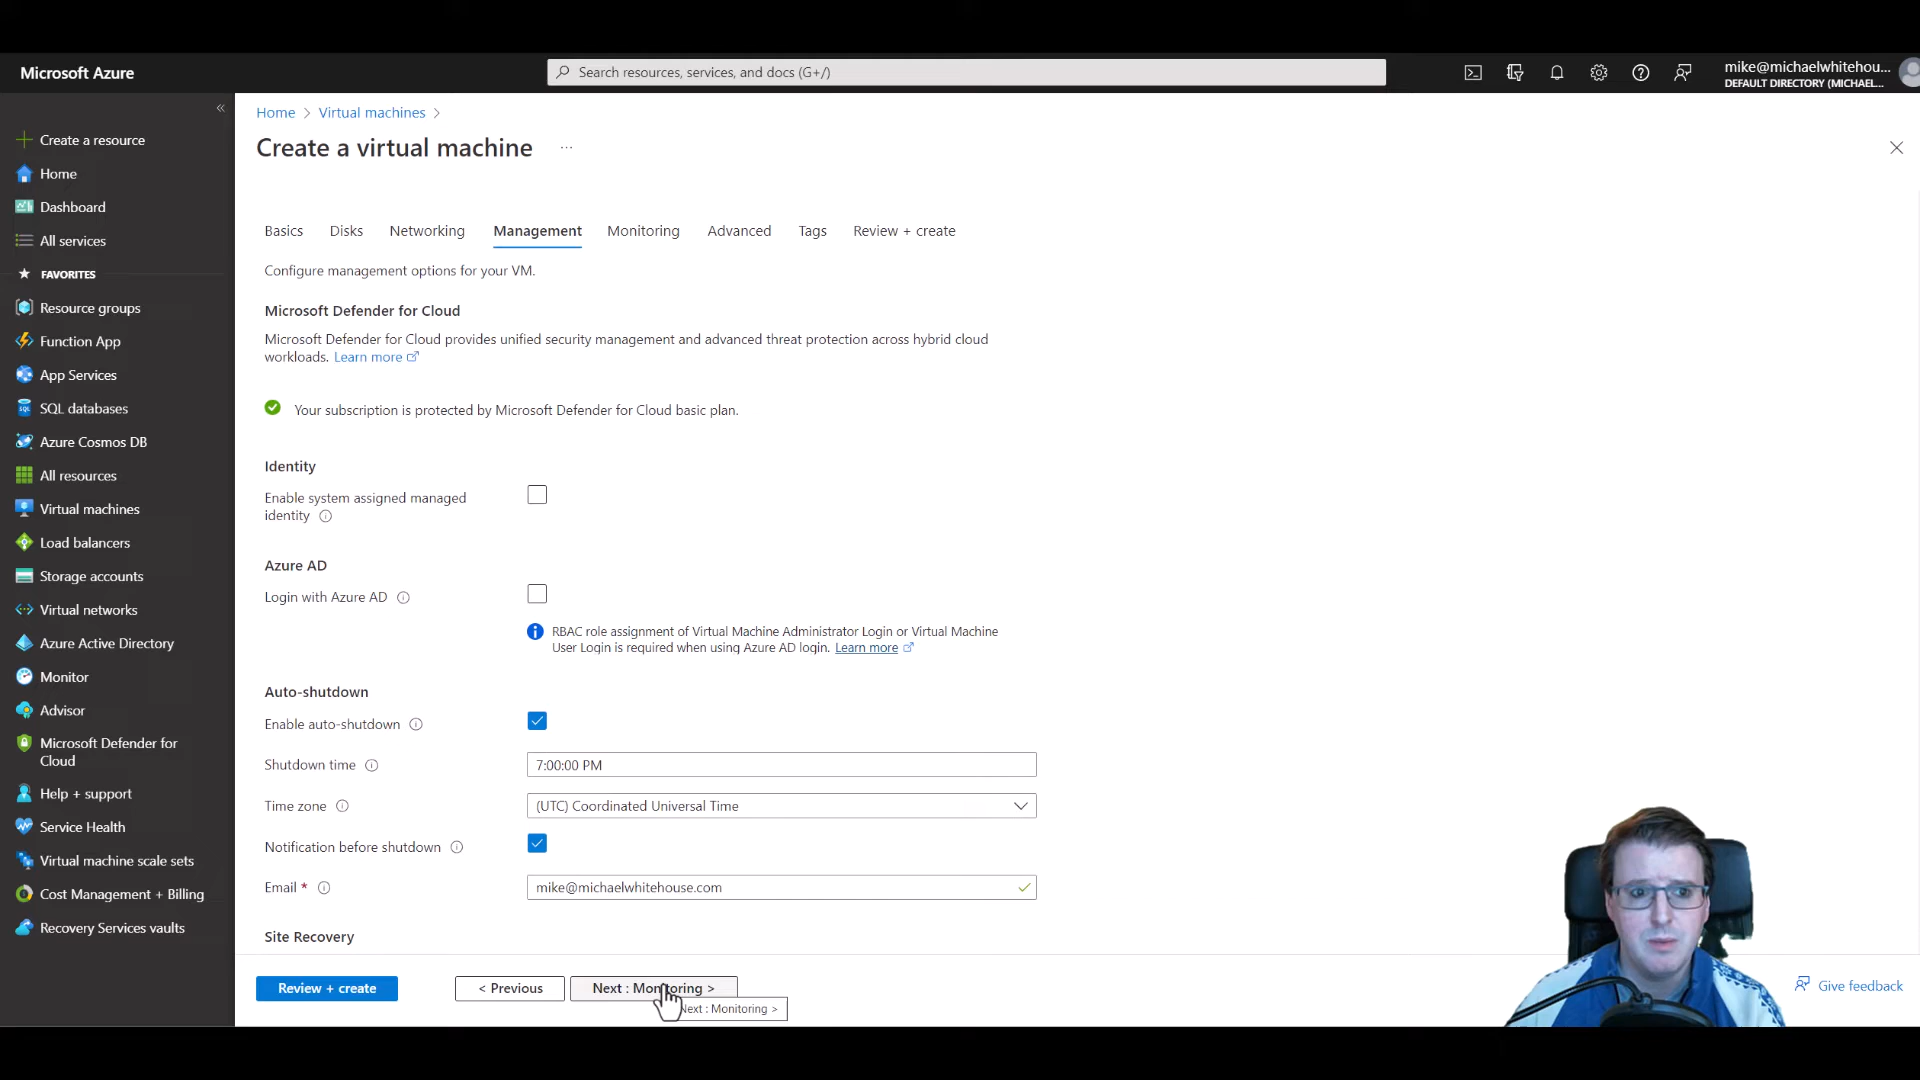 Microsoft Azure
Search resources, services, and docs (G+/)
mike@michaelwhitehou...
DEFAULT DIRECTORY (MICHAEL...
«
Create a resource
Home
Dashboard
All services
FAVORITES
Resource groups
Function App
App Services
SQL databases
Azure Cosmos DB
All resources
Virtual machines
Load balancers
Storage accounts
Virtual networks
Azure Active Directory
Monitor
Advisor
Microsoft Defender for
Cloud
Help + support
Service Health
Virtual machine scale sets
Cost Management + Billing
Recovery Services vaults
Home > Virtual machines >
Create a virtual machine ...
Basics Disks Networking Management Monitoring Advanced Tags Review + create
Configure management options for your VM.
Microsoft Defender for Cloud
Microsoft Defender for Cloud provides unified security management and advanced threat protection across hybrid cloud
workloads. Learn more
Your subscription is protected by Microsoft Defender for Cloud basic plan.
Identity
Enable system assigned managed
identity
Azure AD
Login with Azure AD
RBAC role assignment of Virtual Machine Administrator Login or Virtual Machine
User Login is required when using Azure AD login. Learn more
Auto-shutdown
Enable auto-shutdown
Shutdown time 7:00:00 PM
Time zone (UTC) Coordinated Universal Time
Notification before shutdown
Email * mike@michaelwhitehouse.com
Site Recovery
Review + create < Previous Next : Monitoring >
Next : Monitoring >
Give feedback